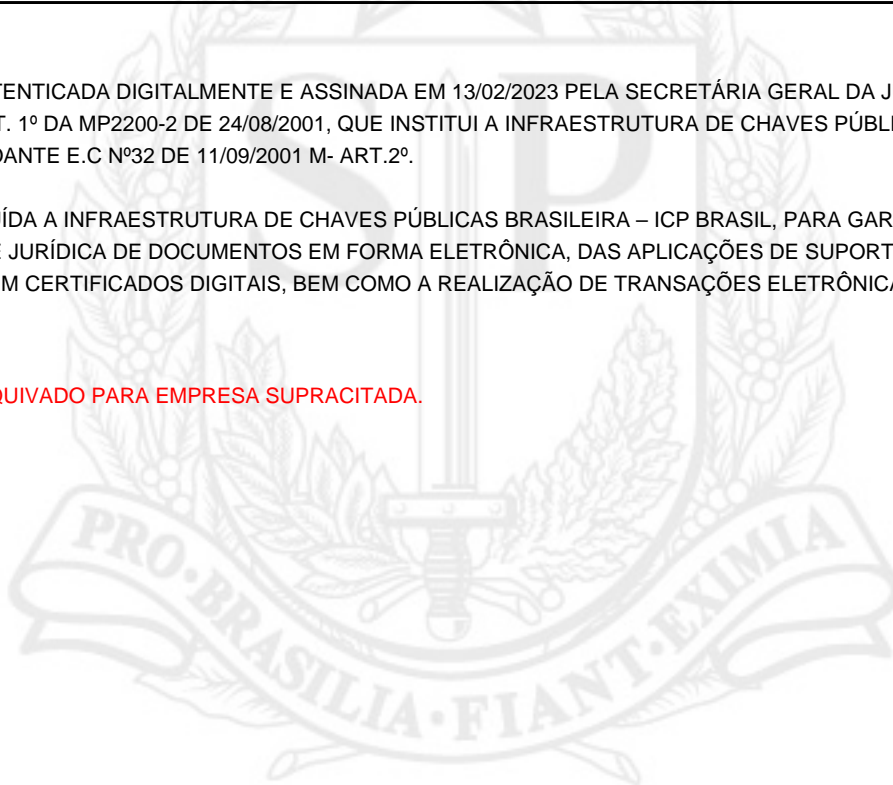 TENTICADA DIGITALMENTE E ASSINADA EM 13/02/2023 PELA SECRETÁRIA GERAL DA J
T. 1º DA MP2200-2 DE 24/08/2001, QUE INSTITUI A INFRAESTRUTURA DE CHAVES PÚBLI
DANTE E.C Nº32 DE 11/09/2001 M- ART.2º.
ÍDA A INFRAESTRUTURA DE CHAVES PÚBLICAS BRASILEIRA – ICP BRASIL, PARA GAR
E JURÍDICA DE DOCUMENTOS EM FORMA ELETRÔNICA, DAS APLICAÇÕES DE SUPORT
M CERTIFICADOS DIGITAIS, BEM COMO A REALIZAÇÃO DE TRANSAÇÕES ELETRÔNICA
QUIVADO PARA EMPRESA SUPRACITADA.
SP
PRO·BRASILIA·FIANT·EXIMIA